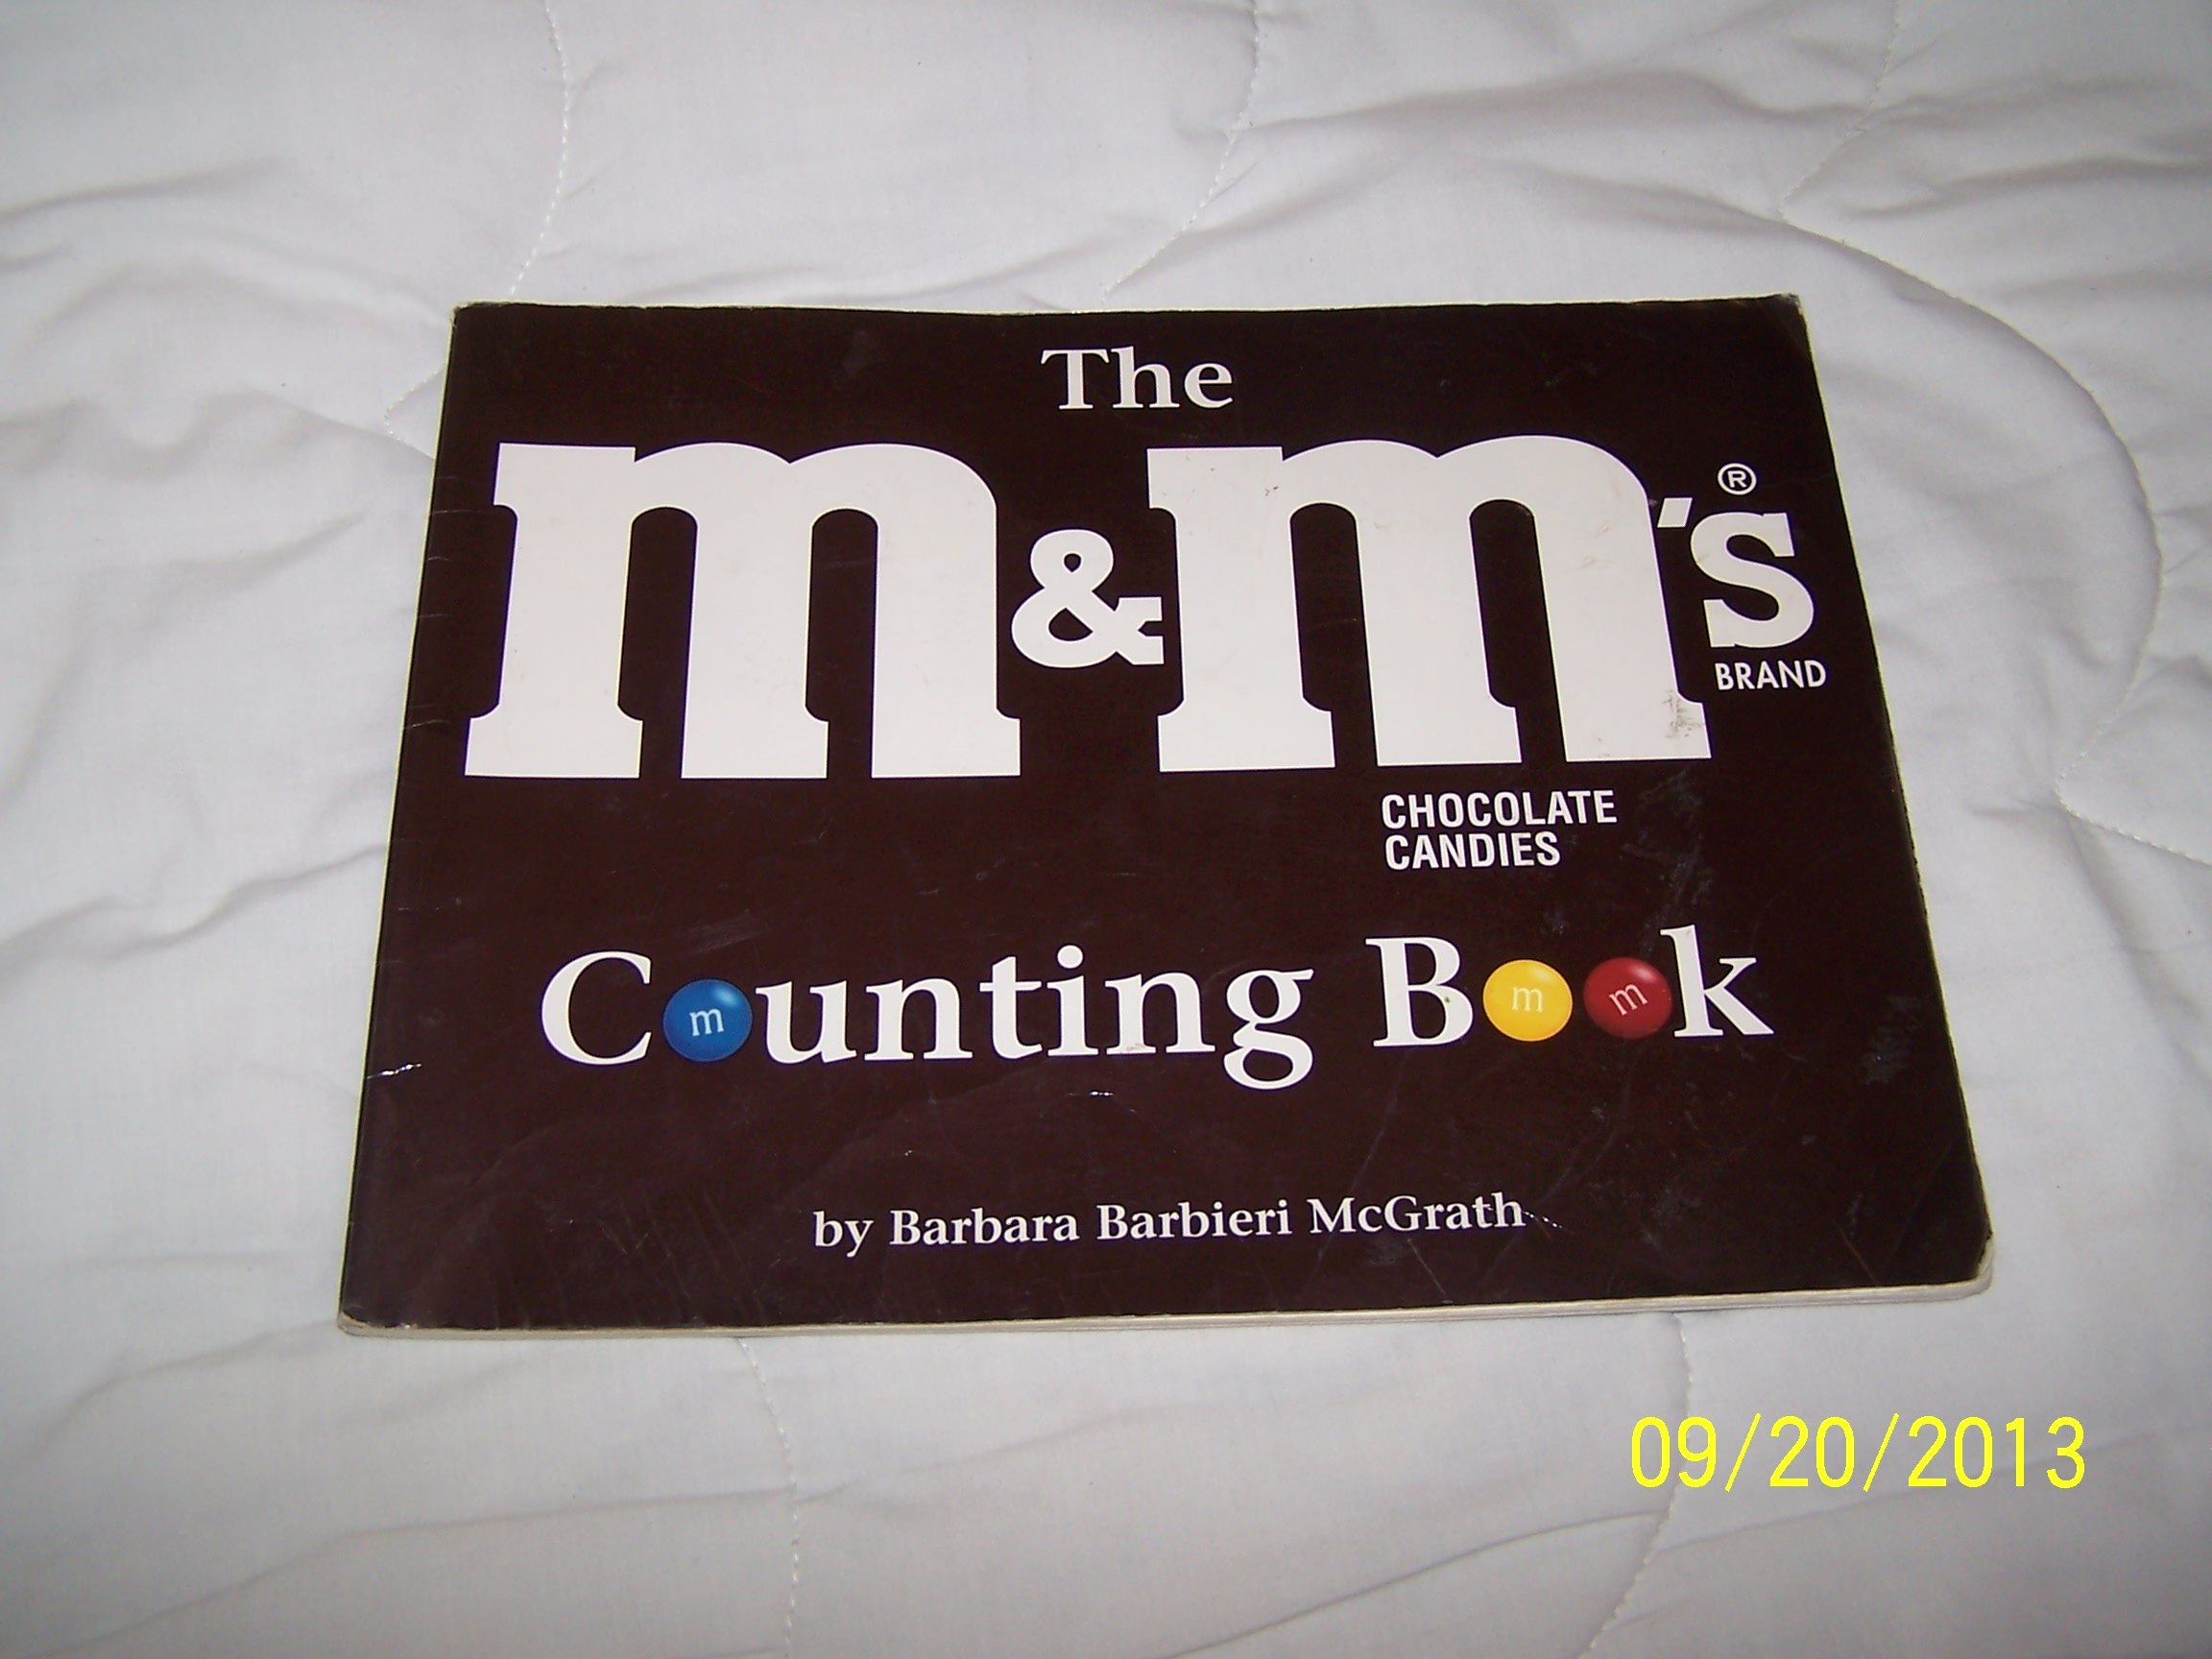 The
m&m's®
BRAND
CHOCOLATE
CANDIES
Counting Book
m m m
by Barbara Barbieri McGrath
09/20/2013